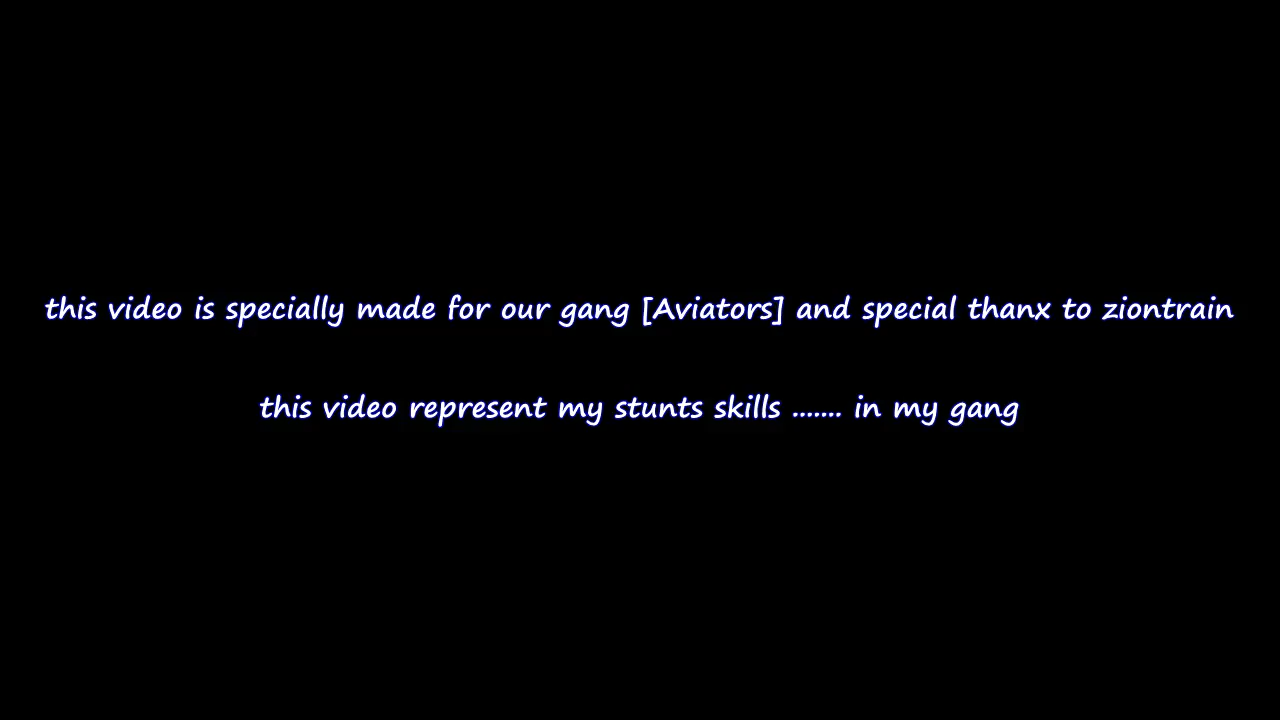 this video is specially made for our gang [Aviators] and special thanx to ziontrain
this video represent my stunts skills ....... in my gang